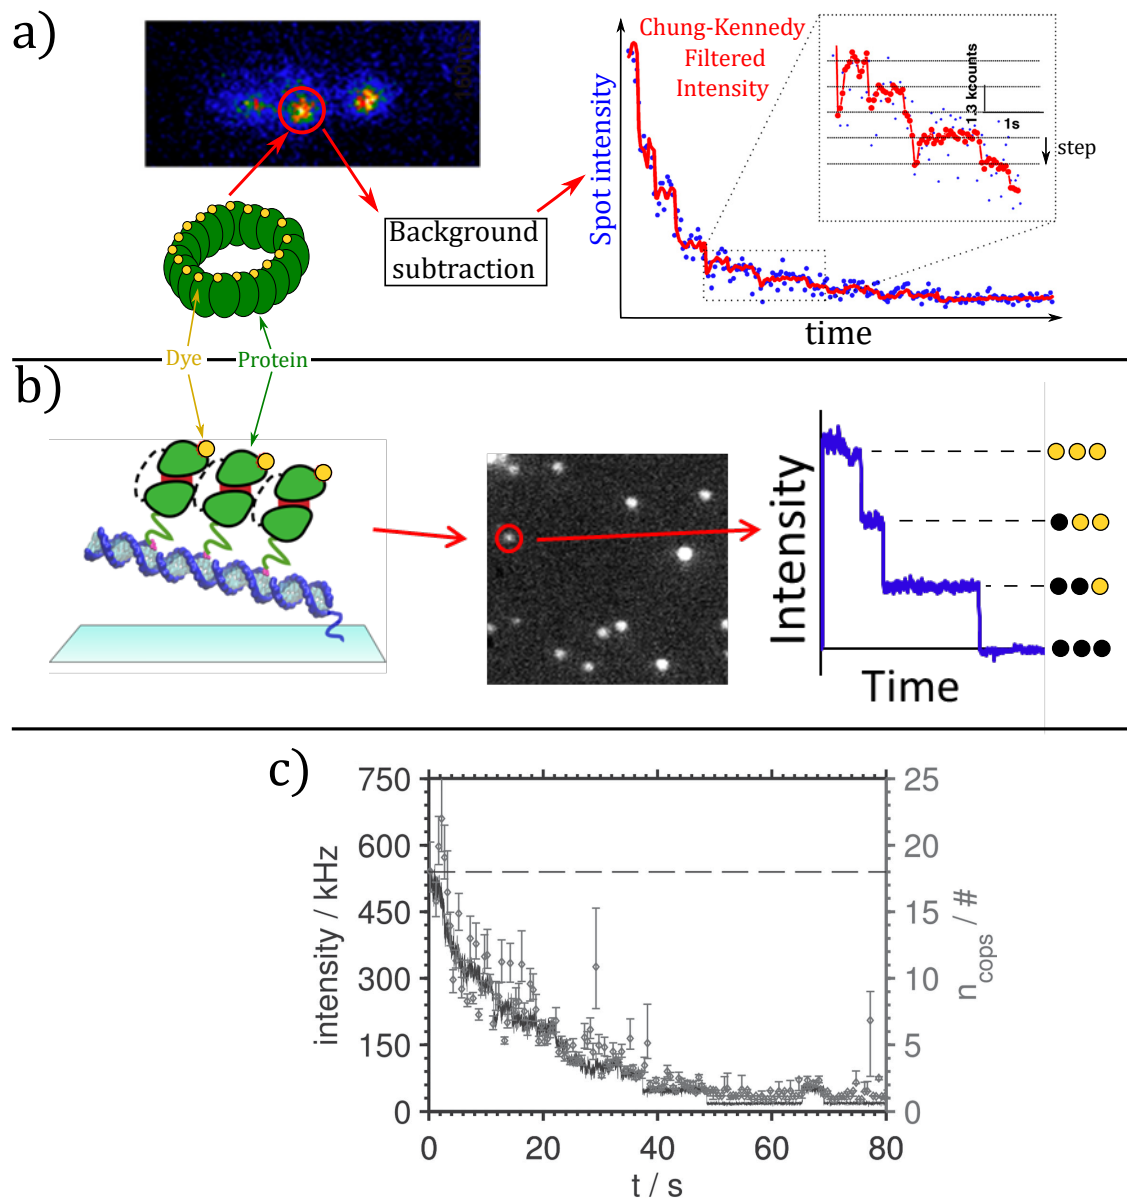 a)
Chung-Kennedy
Filtered
Intensity
1.3 kcounts
1s
step
Spot intensity
Background
subtraction
time
Dye
Protein
b)
Intensity
Time
c)
750
600
450
300
150
0
intensity / kHz
25
20
15
10
5
0
n_cops / #
0
20
40
60
80
t / s